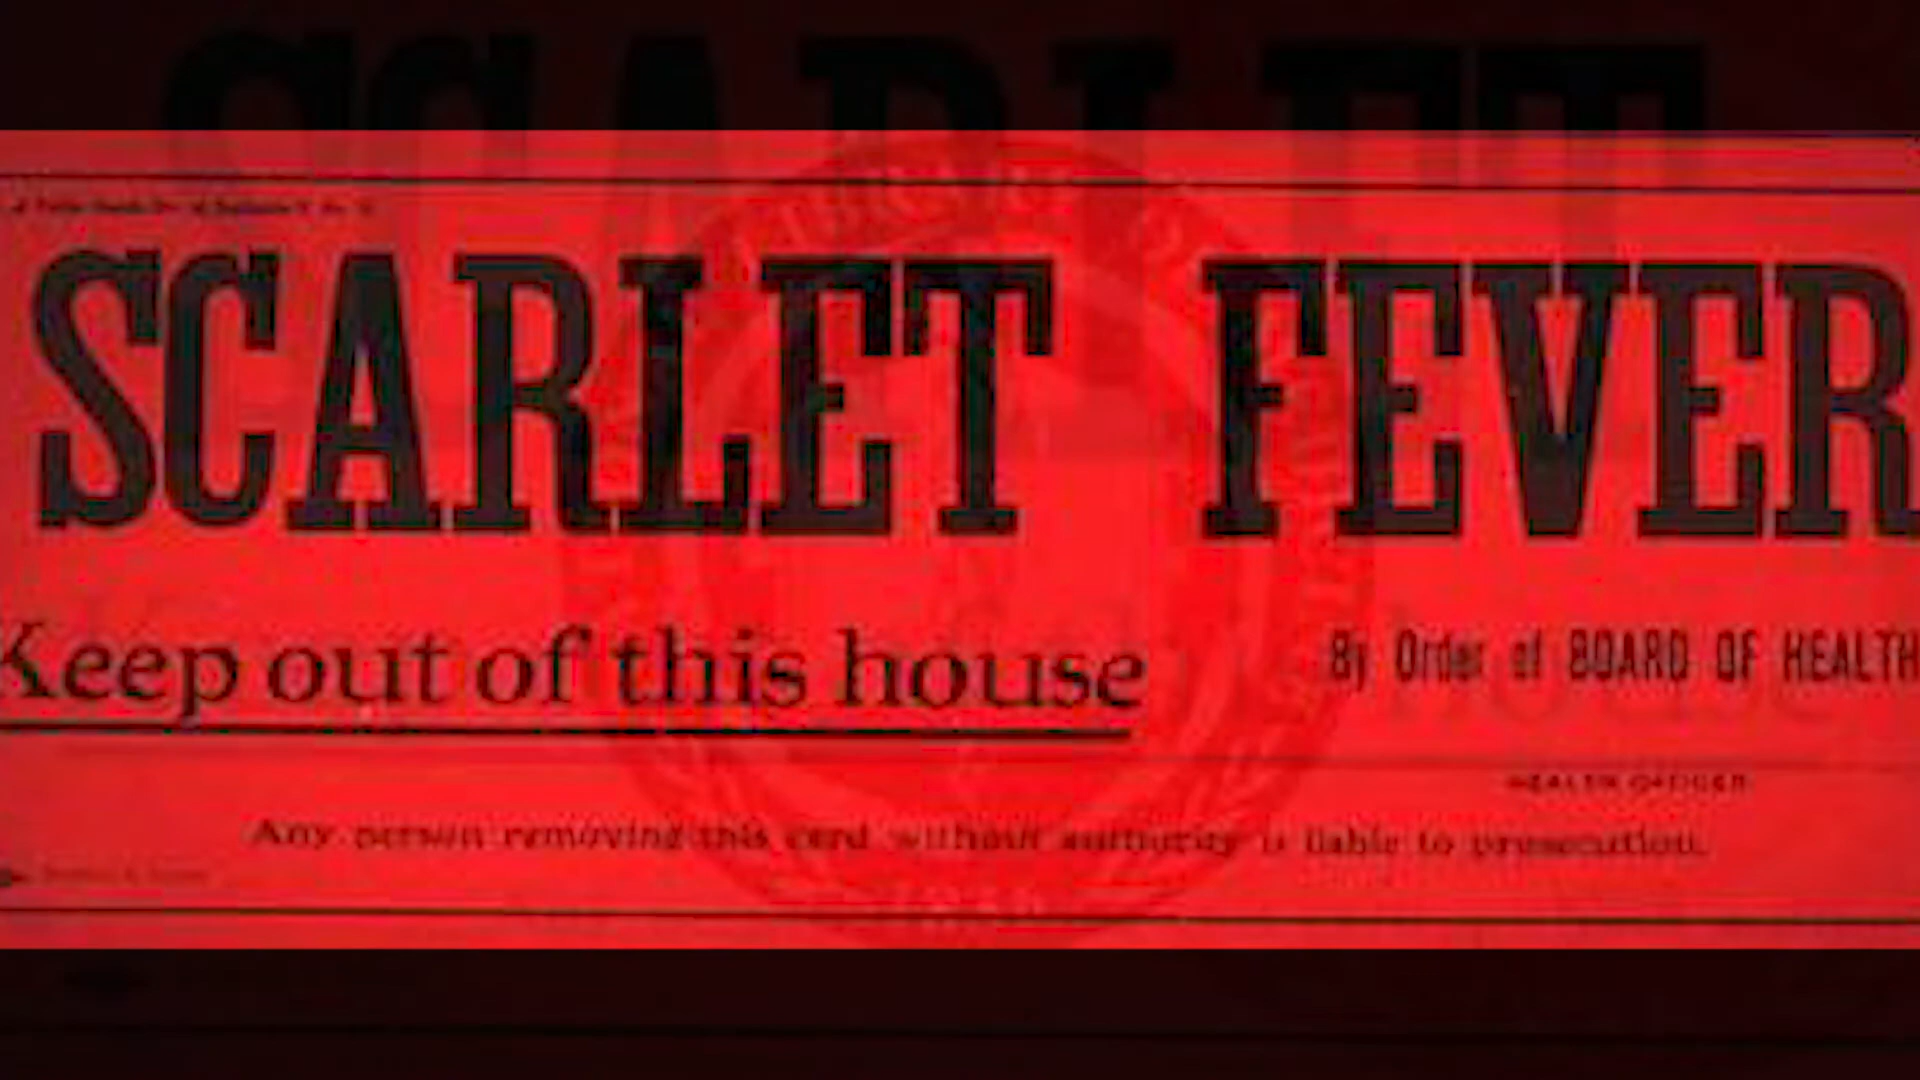 SCARLET FEVER
Keep out of this house
By Order of BOARD OF HEALTH
HEALTH OFFICER
Any person removing this card without authority is liable to prosecution.